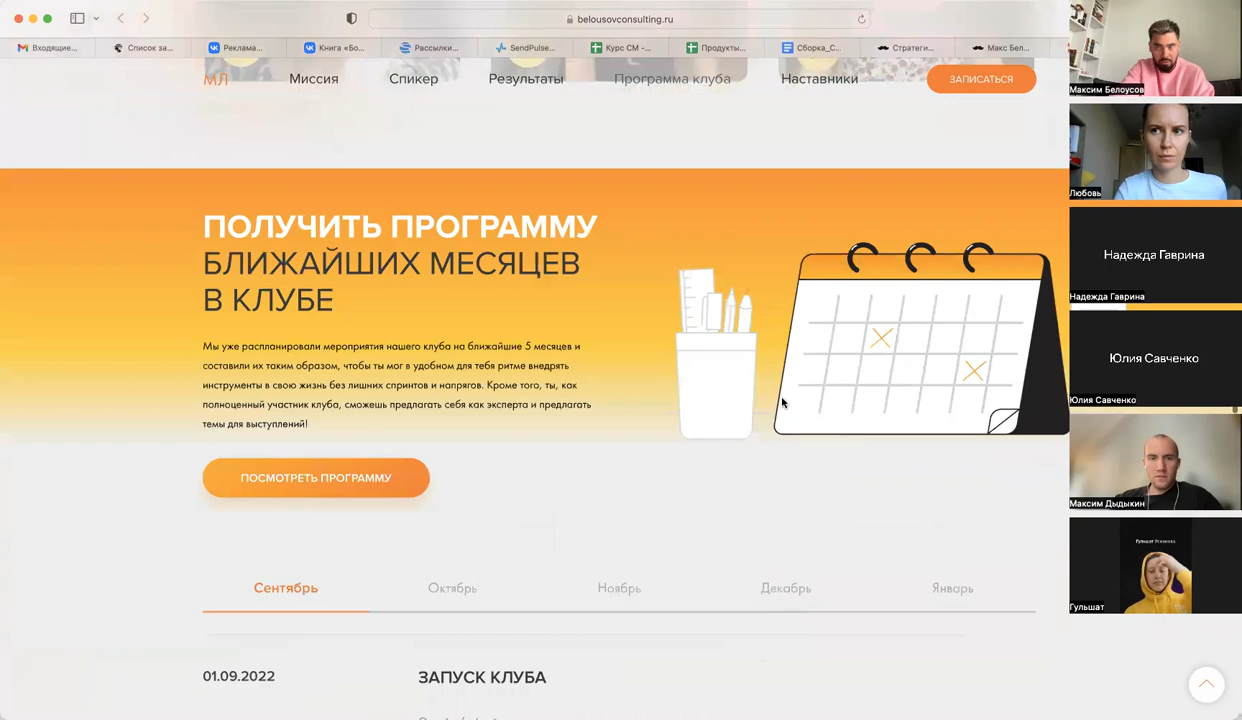 belousovconsulting.ru
Входящие...
Список за...
Реклама...
Книга «Бо...
Рассылки...
SendPulse...
Курс СМ –...
Продукты...
Сборка_С...
Стратеги...
Макс Бел...
МЛ
Миссия
Спикер
Результаты
Программа клуба
Наставники
ЗАПИСАТЬСЯ
ПОЛУЧИТЬ ПРОГРАММУ
БЛИЖАЙШИХ МЕСЯЦЕВ
В КЛУБЕ
Мы уже распланировали мероприятия нашего клуба на ближайшие 5 месяцев и
составили их таким образом, чтобы ты мог в удобном для тебя ритме внедрять
инструменты в свою жизнь без лишних спринтов и напрягов. Кроме того, ты, как
полноценный участник клуба, сможешь предлагать себя как эксперта и предлагать
темы для выступлений!
ПОСМОТРЕТЬ ПРОГРАММУ
Сентябрь
Октябрь
Ноябрь
Декабрь
Январь
01.09.2022
ЗАПУСК КЛУБА
Максим Белоусов
Любовь
Надежда Гаврина
Надежда Гаврина
Юлия Савченко
Юлия Савченко
Максим Дыдыкин
Гульшат